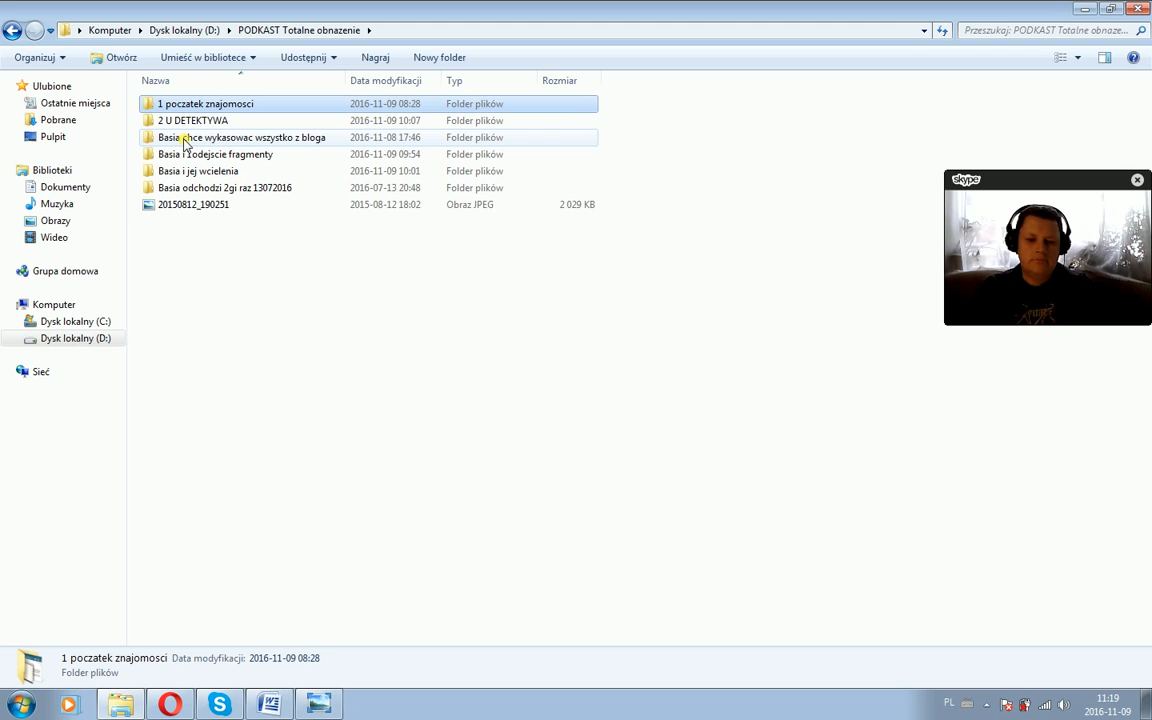 Komputer Dysk lokalny (D:) PODKAST Totalne obnazenie
Przeszukaj: PODKAST Totalne obnaze...
Organizuj Otwórz Umieść w bibliotece Udostępnij Nagraj Nowy folder
Nazwa Data modyfikacji Typ Rozmiar
1 poczatek znajomosci 2016-11-09 08:28 Folder plików
2 U DETEKTYWA 2016-11-09 10:07 Folder plików
Basia chce wykasowac wszystko z bloga 2016-11-08 17:46 Folder plików
Basia i 1odejscie fragmenty 2016-11-09 09:54 Folder plików
Basia i jej wcielenia 2016-11-09 10:01 Folder plików
Basia odchodzi 2gi raz 13072016 2016-07-13 20:48 Folder plików
20150812_190251 2015-08-12 18:02 Obraz JPEG 2 029 KB
Ulubione
Ostatnie miejsca
Pobrane
Pulpit
Biblioteki
Dokumenty
Muzyka
Obrazy
Wideo
Grupa domowa
Komputer
Dysk lokalny (C:)
Dysk lokalny (D:)
Sieć
skype
1 poczatek znajomosci Data modyfikacji: 2016-11-09 08:28
Folder plików
PL
11:19
2016-11-09